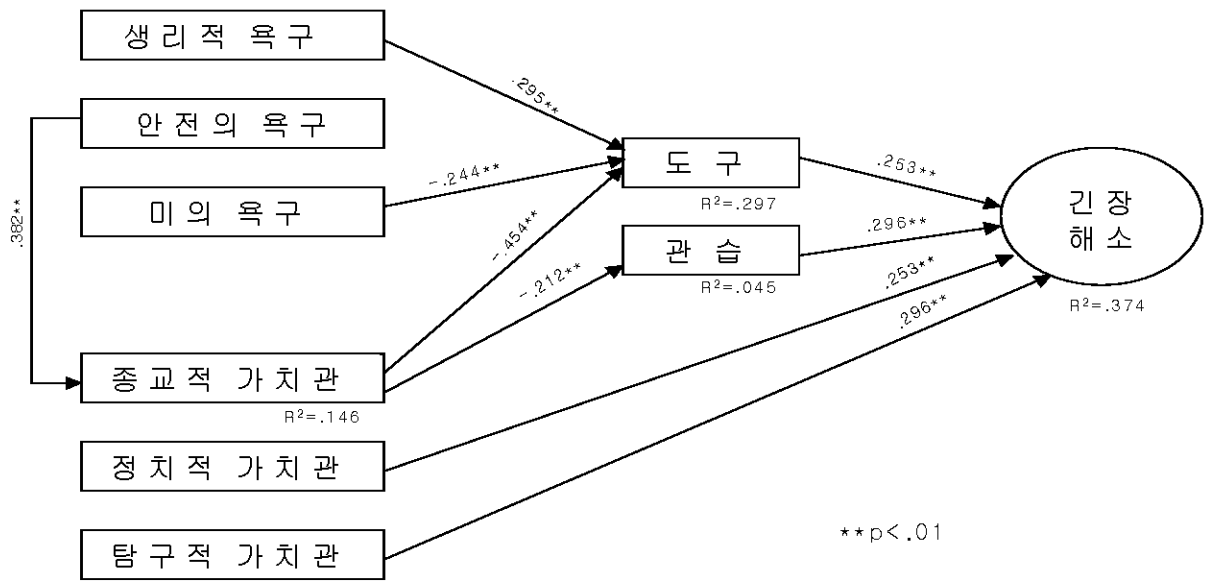 생리적 욕구
.295**
안전의 욕구
도구
.253**
-.244**
R²=.297
긴장
해소
미의 욕구
.382**
-.454**
관습
.296**
-.212**
R²=.045
.253**
R²=.374
.296**
종교적 가치관
R²=.146
정치적 가치관
**p<.01
탐구적 가치관